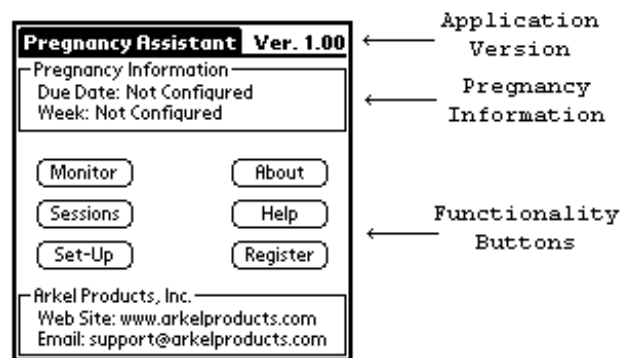 Pregnancy Assistant Ver. 1.00
Application
Version
Pregnancy Information
Due Date: Not Configured
Week: Not Configured
Pregnancy
Information
Monitor About
Sessions Help
Set-Up Register
Functionality
Buttons
Arkel Products, Inc.
Web Site: www.arkelproducts.com
Email: support@arkelproducts.com